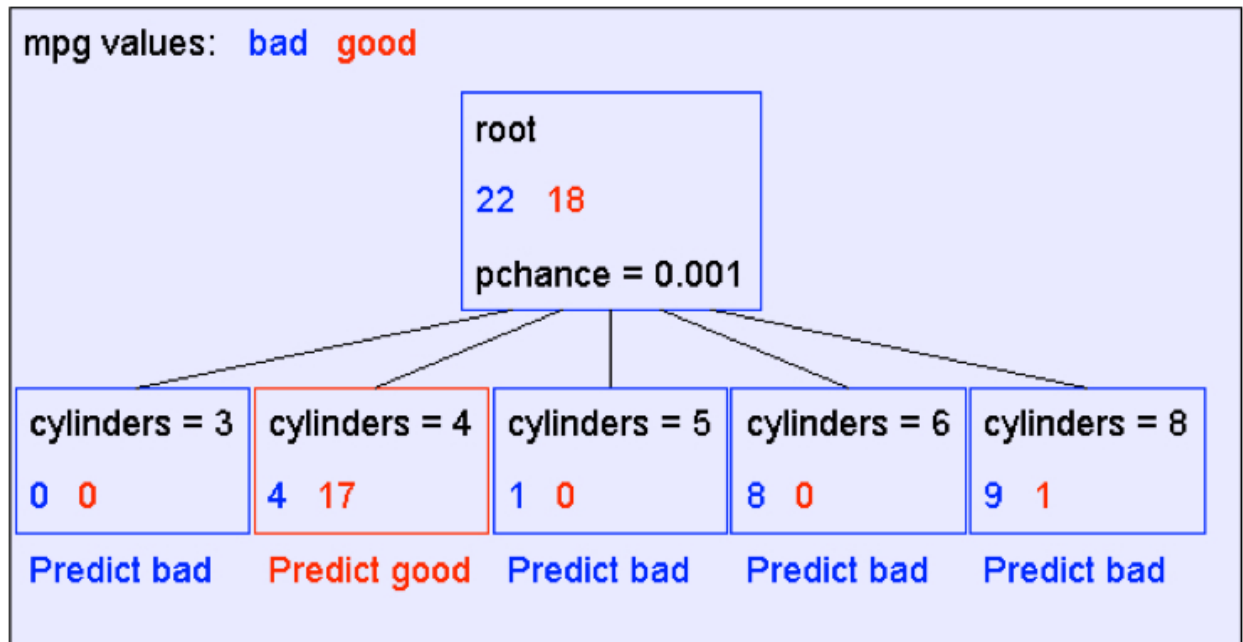 mpg values: bad good
root
22 18
pchance = 0.001
cylinders = 3
0 0
Predict bad
cylinders = 4
4 17
Predict good
cylinders = 5
1 0
Predict bad
cylinders = 6
8 0
Predict bad
cylinders = 8
9 1
Predict bad